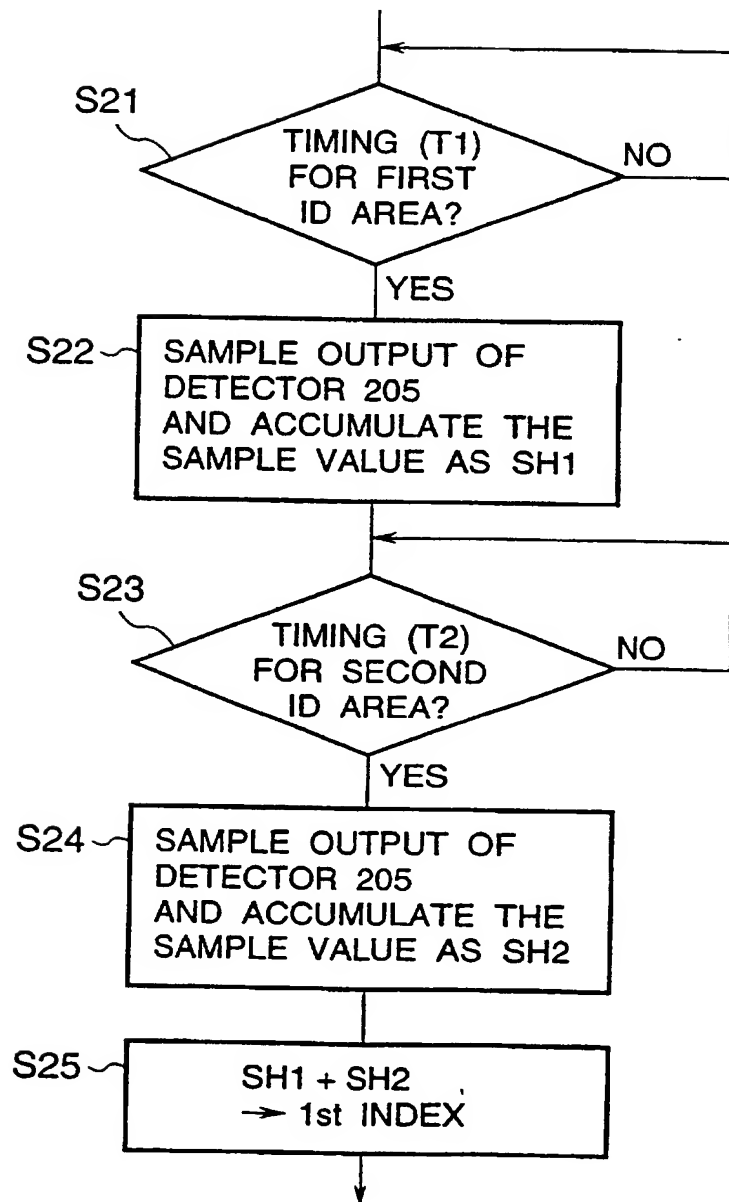 S21
TIMING (T1)
FOR FIRST
ID AREA?
NO
YES
S22
SAMPLE OUTPUT OF
DETECTOR 205
AND ACCUMULATE THE
SAMPLE VALUE AS SH1
S23
TIMING (T2)
FOR SECOND
ID AREA?
NO
YES
S24
SAMPLE OUTPUT OF
DETECTOR 205
AND ACCUMULATE THE
SAMPLE VALUE AS SH2
S25
SH1 + SH2
→ 1st INDEX